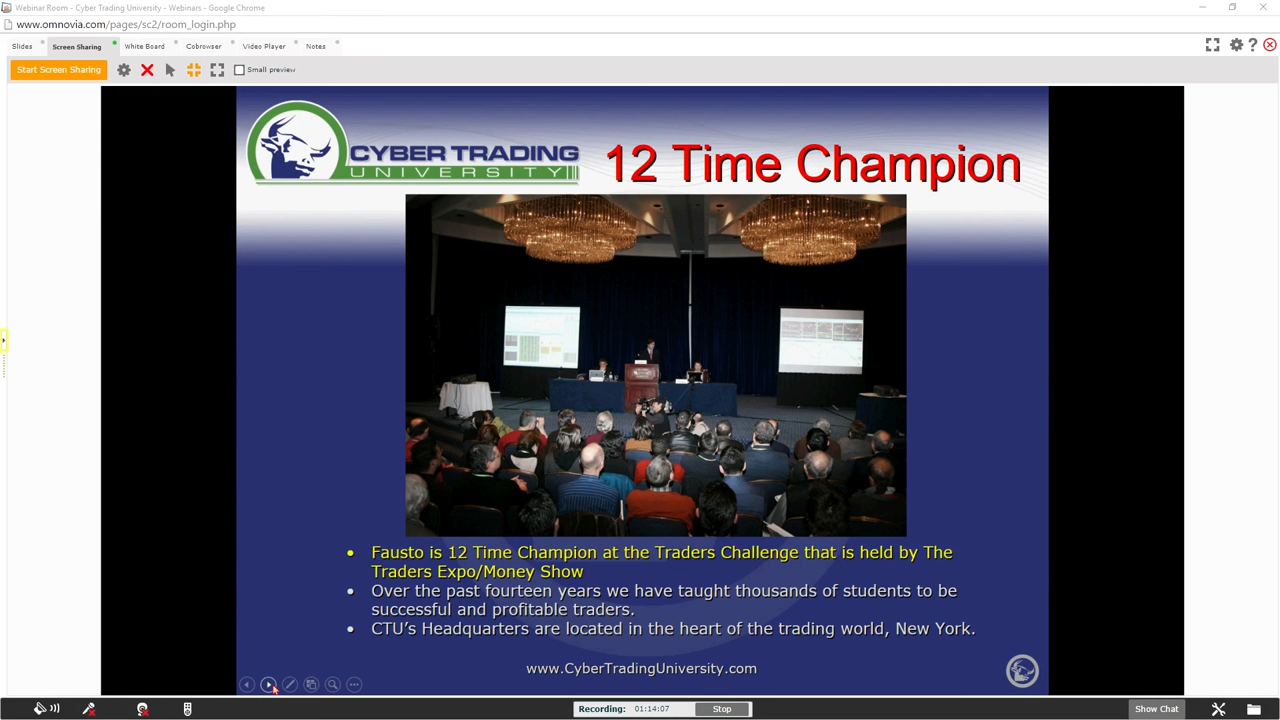 Webinar Room - Cyber Trading University - Webinars - Google Chrome
www.omnovia.com/pages/sc2/room_login.php
Slides
Screen Sharing
White Board
Cobrowser
Video Player
Notes
Start Screen Sharing
Small preview
CYBER TRADING
UNIVERSITY
12 Time Champion
• Fausto is 12 Time Champion at the Traders Challenge that is held by The
Traders Expo/Money Show
• Over the past fourteen years we have taught thousands of students to be
successful and profitable traders.
• CTU's Headquarters are located in the heart of the trading world, New York.
www.CyberTradingUniversity.com
Recording: 01:14:07 Stop
Show Chat